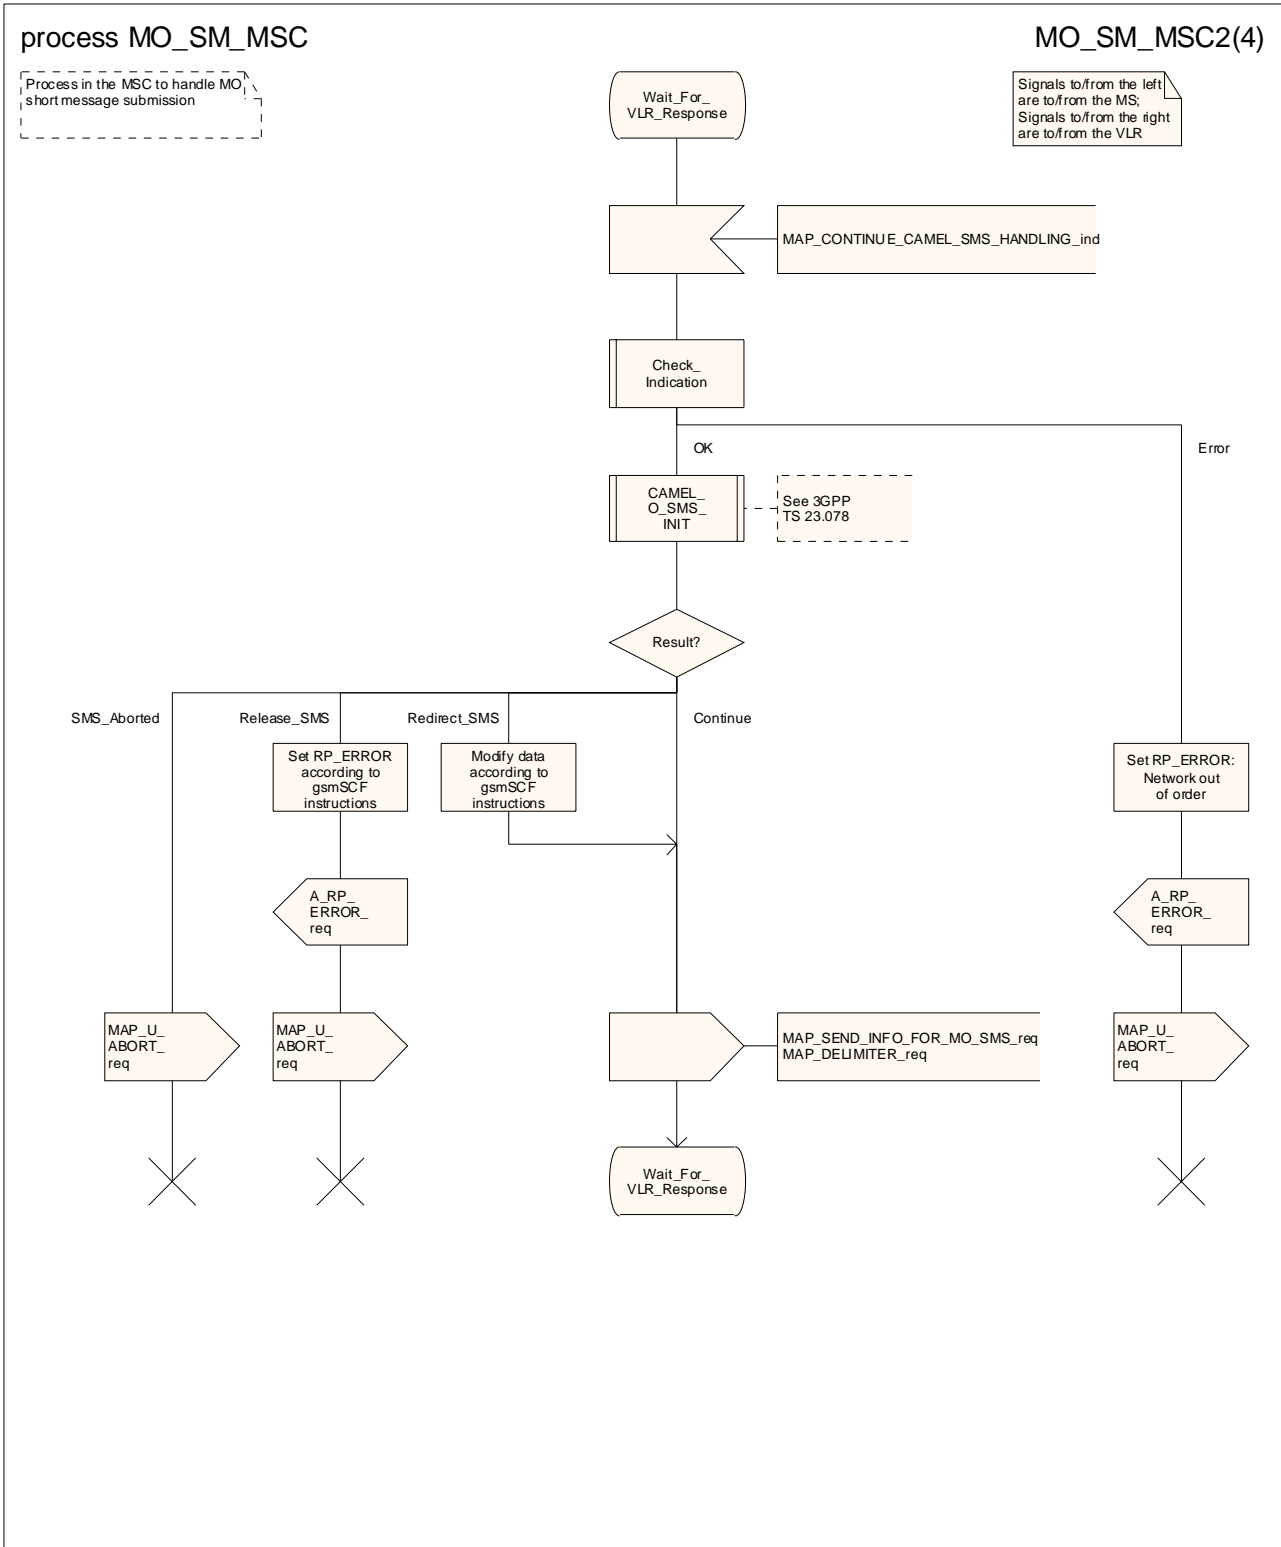 process MO_SM_MSC
MO_SM_MSC2(4)
Process in the MSC to handle MO
short message submission
Wait_For_
VLR_Response
Signals to/from the left
are to/from the MS;
Signals to/from the right
are to/from the VLR
MAP_CONTINUE_CAMEL_SMS_HANDLING_ind
Check_
Indication
OK
Error
CAMEL_
O_SMS_
INIT
See 3GPP
TS 23.078
Result?
SMS_Aborted
Release_SMS
Redirect_SMS
Continue
Set RP_ERROR
according to
gsmSCF
instructions
Modify data
according to
gsmSCF
instructions
Set RP_ERROR:
Network out
of order
A_RP_
ERROR_
req
A_RP_
ERROR_
req
MAP_U_
ABORT_
req
MAP_U_
ABORT_
req
MAP_SEND_INFO_FOR_MO_SMS_req
MAP_DELIMITER_req
MAP_U_
ABORT_
req
Wait_For_
VLR_Response